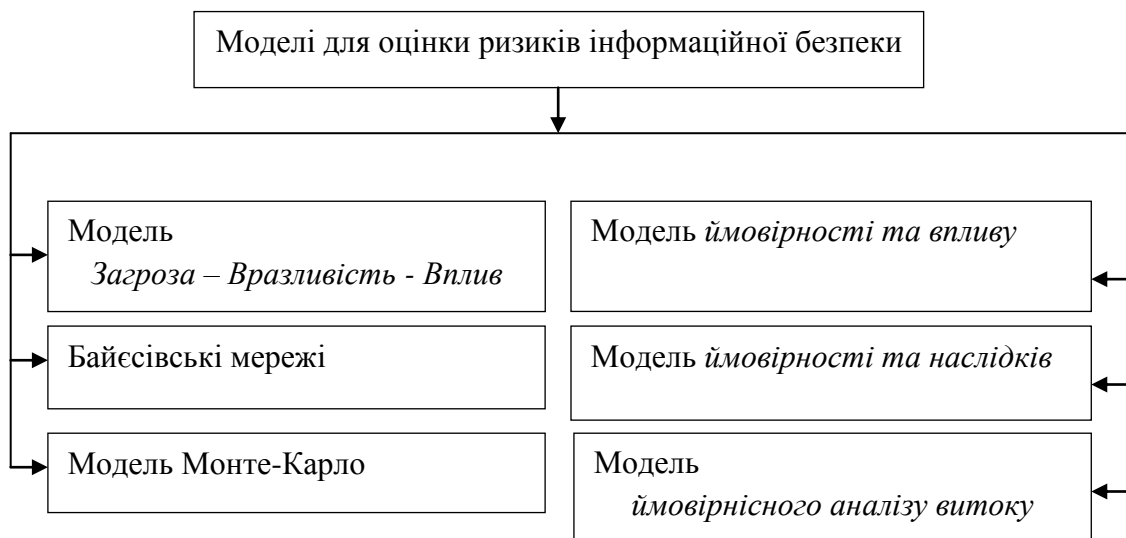 Моделі для оцінки ризиків інформаційної безпеки
Модель
Загроза – Вразливість - Вплив
Байєсівські мережі
Модель Монте-Карло
Модель ймовірності та впливу
Модель ймовірності та наслідків
Модель
ймовірнісного аналізу витоку